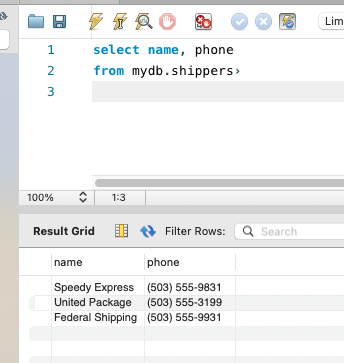 Lim
1 select name, phone
2 from mydb.shippers›
3
100% 1:3
Result Grid Filter Rows: Search
name phone
Speedy Express (503) 555-9831
United Package (503) 555-3199
Federal Shipping (503) 555-9931